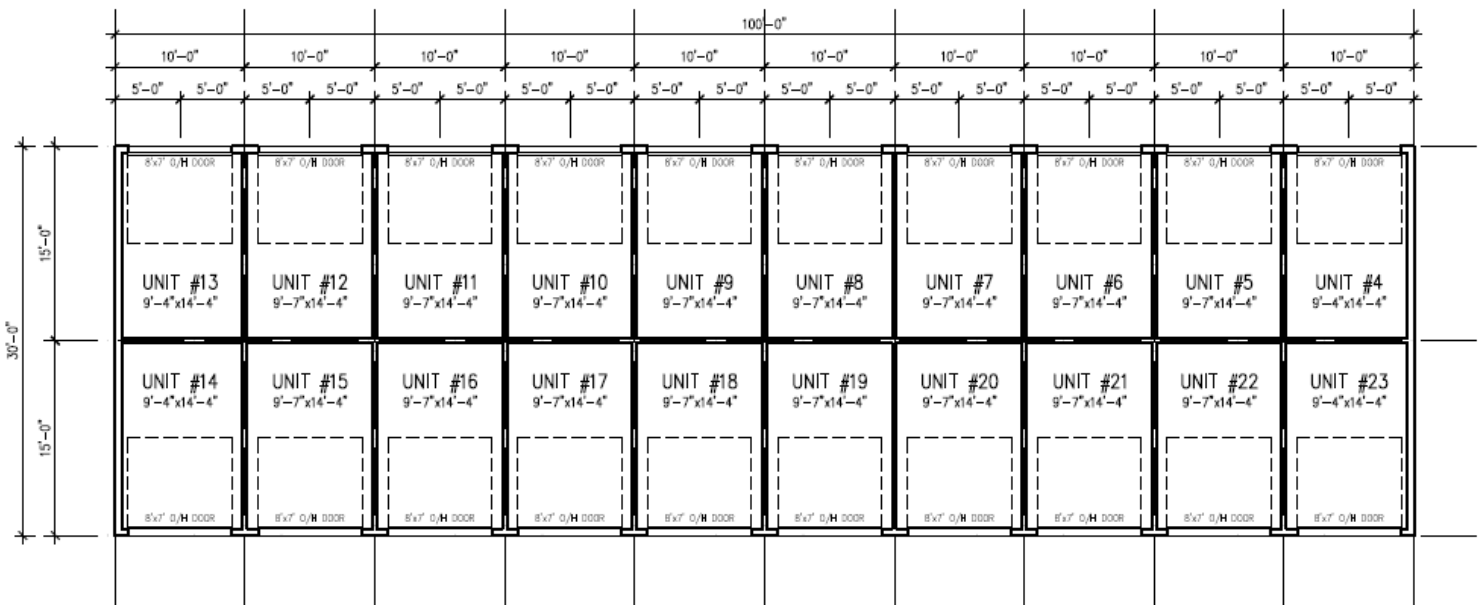 100'-0"
10'-0" 10'-0" 10'-0" 10'-0" 10'-0" 10'-0" 10'-0" 10'-0" 10'-0" 10'-0"
5'-0" 5'-0" 5'-0" 5'-0" 5'-0" 5'-0" 5'-0" 5'-0" 5'-0" 5'-0" 5'-0" 5'-0" 5'-0" 5'-0" 5'-0" 5'-0" 5'-0" 5'-0" 5'-0" 5'-0"
8'x7' O/H DOOR 8'x7' O/H DOOR 8'x7' O/H DOOR 8'x7' O/H DOOR 8'x7' O/H DOOR 8'x7' O/H DOOR 8'x7' O/H DOOR 8'x7' O/H DOOR 8'x7' O/H DOOR 8'x7' O/H DOOR
15'-0"
UNIT #13 UNIT #12 UNIT #11 UNIT #10 UNIT #9 UNIT #8 UNIT #7 UNIT #6 UNIT #5 UNIT #4
9'-4"x14'-4" 9'-7"x14'-4" 9'-7"x14'-4" 9'-7"x14'-4" 9'-7"x14'-4" 9'-7"x14'-4" 9'-7"x14'-4" 9'-7"x14'-4" 9'-7"x14'-4" 9'-4"x14'-4"
30'-0"
UNIT #14 UNIT #15 UNIT #16 UNIT #17 UNIT #18 UNIT #19 UNIT #20 UNIT #21 UNIT #22 UNIT #23
9'-4"x14'-4" 9'-7"x14'-4" 9'-7"x14'-4" 9'-7"x14'-4" 9'-7"x14'-4" 9'-7"x14'-4" 9'-7"x14'-4" 9'-7"x14'-4" 9'-7"x14'-4" 9'-4"x14'-4"
15'-0"
8'x7' O/H DOOR 8'x7' O/H DOOR 8'x7' O/H DOOR 8'x7' O/H DOOR 8'x7' O/H DOOR 8'x7' O/H DOOR 8'x7' O/H DOOR 8'x7' O/H DOOR 8'x7' O/H DOOR 8'x7' O/H DOOR